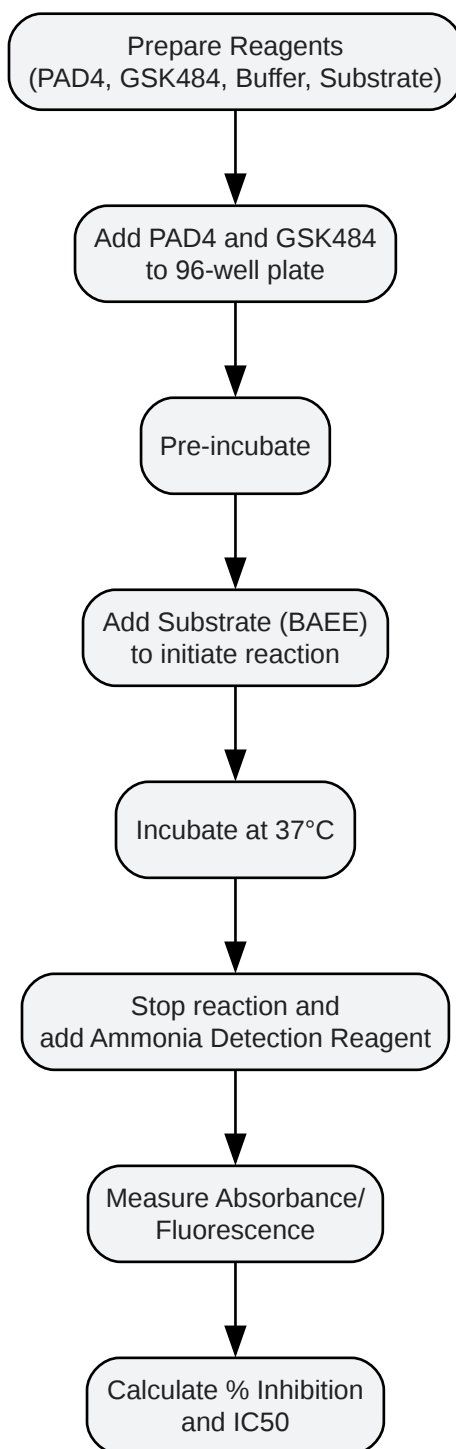 Prepare Reagents
(PAD4, GSK484, Buffer, Substrate)
Add PAD4 and GSK484
to 96-well plate
Pre-incubate
Add Substrate (BAEE)
to initiate reaction
Incubate at 37°C
Stop reaction and
add Ammonia Detection Reagent
Measure Absorbance/
Fluorescence
Calculate % Inhibition
and IC50